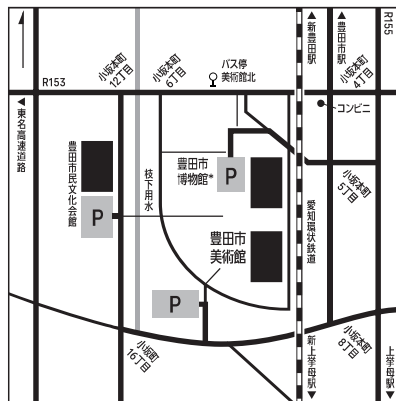 R155
▲新豊田駅
▲豊田市駅
バス停
美術館北
小坂本町
12丁目
小坂本町
6丁目
小坂本町
4丁目
R153
コンビニ
▲東名高速道路
豊田市民文化会館
P
枝下用水
豊田市
博物館*
P
小坂本町
5丁目
愛知環状鉄道
豊田市
美術館
P
小坂町
16丁目
新上挙母駅▼
小坂本町
8丁目
上挙母駅▼